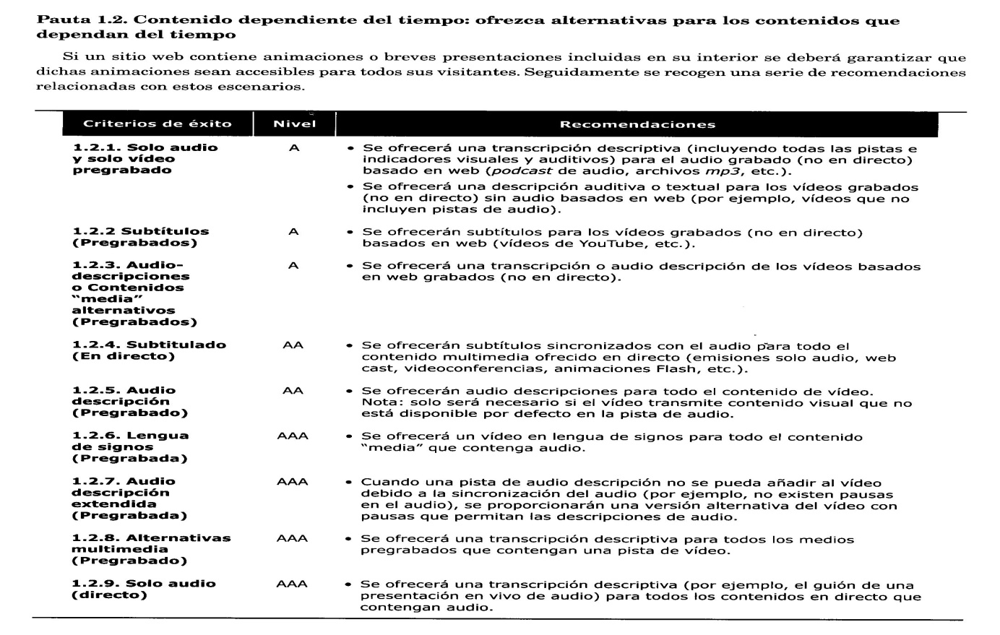 Pauta 1.2. Contenido dependiente del tiempo: ofrezca alternativas para los contenidos que
dependan del tiempo
Si un sitio web contiene animaciones o breves presentaciones incluidas en su interior se deberá garantizar que
dichas animaciones sean accesibles para todos sus visitantes. Seguidamente se recogen una serie de recomendaciones
relacionadas con estos escenarios.
Criterios de éxito Nivel Recomendaciones
1.2.1. Solo audio A • Se ofrecerá una transcripción descriptiva (incluyendo todas las pistas e
y solo vídeo indicadores visuales y auditivos) para el audio grabado (no en directo)
pregrabado basado en web (podcast de audio, archivos mp3, etc.).
• Se ofrecerá una descripción auditiva o textual para los vídeos grabados
(no en directo) sin audio basados en web (por ejemplo, vídeos que no
incluyen pistas de audio).
1.2.2 Subtítulos A • Se ofrecerán subtítulos para los vídeos grabados (no en directo)
(Pregrabados) basados en web (vídeos de YouTube, etc.).
1.2.3. Audio- A • Se ofrecerá una transcripción o audio descripción de los vídeos basados
descripciones en web grabados (no en directo).
o Contenidos
"media"
alternativos
(Pregrabados)
1.2.4. Subtitulado AA • Se ofrecerán subtítulos sincronizados con el audio para todo el
(En directo) contenido multimedia ofrecido en directo (emisiones solo audio, web
cast, videoconferencias, animaciones Flash, etc.).
1.2.5. Audio AA • Se ofrecerán audio descripciones para todo el contenido de vídeo.
descripción Nota: solo será necesario si el vídeo transmite contenido visual que no
(Pregrabado) está disponible por defecto en la pista de audio.
1.2.6. Lengua AAA • Se ofrecerá un vídeo en lengua de signos para todo el contenido
de signos "media" que contenga audio.
(Pregrabada)
1.2.7. Audio AAA • Cuando una pista de audio descripción no se pueda añadir al vídeo
descripción debido a la sincronización del audio (por ejemplo, no existen pausas
extendida en el audio), se proporcionarán una versión alternativa del vídeo con
(Pregrabada) pausas que permitan las descripciones de audio.
1.2.8. Alternativas AAA • Se ofrecerá una transcripción descriptiva para todos los medios
multimedia pregrabados que contengan una pista de vídeo.
(Pregrabado)
1.2.9. Solo audio AAA • Se ofrecerá una transcripción descriptiva (por ejemplo, el guión de una
(directo) presentación en vivo de audio) para todos los contenidos en directo que
contengan audio.